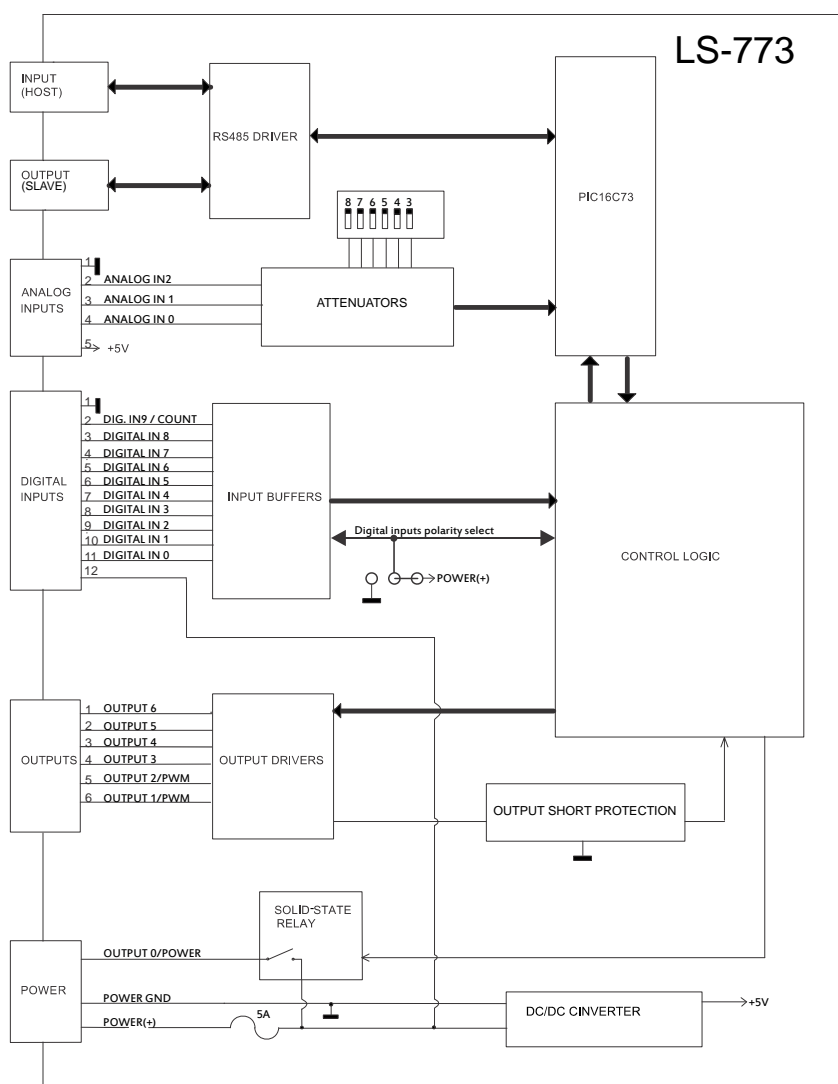 LS-773
INPUT
(HOST)
RS485 DRIVER
OUTPUT
(SLAVE)
PIC16C73
8 7 6 5 4 3
ANALOG
INPUTS
1
2 ANALOG IN2
3 ANALOG IN 1
4 ANALOG IN 0
5 +5V
ATTENUATORS
DIGITAL
INPUTS
1
2 DIG. IN9 / COUNT
3 DIGITAL IN 8
4 DIGITAL IN 7
5 DIGITAL IN 6
6 DIGITAL IN 5
7 DIGITAL IN 4
8 DIGITAL IN 3
9 DIGITAL IN 2
10 DIGITAL IN 1
11 DIGITAL IN 0
12
INPUT BUFFERS
Digital inputs polarity select
POWER(+)
CONTROL LOGIC
OUTPUTS
1 OUTPUT 6
2 OUTPUT 5
3 OUTPUT 4
4 OUTPUT 3
5 OUTPUT 2/PWM
6 OUTPUT 1/PWM
OUTPUT DRIVERS
OUTPUT SHORT PROTECTION
SOLID-STATE
RELAY
POWER
OUTPUT 0/POWER
POWER GND
POWER(+)
5A
DC/DC CINVERTER
+5V